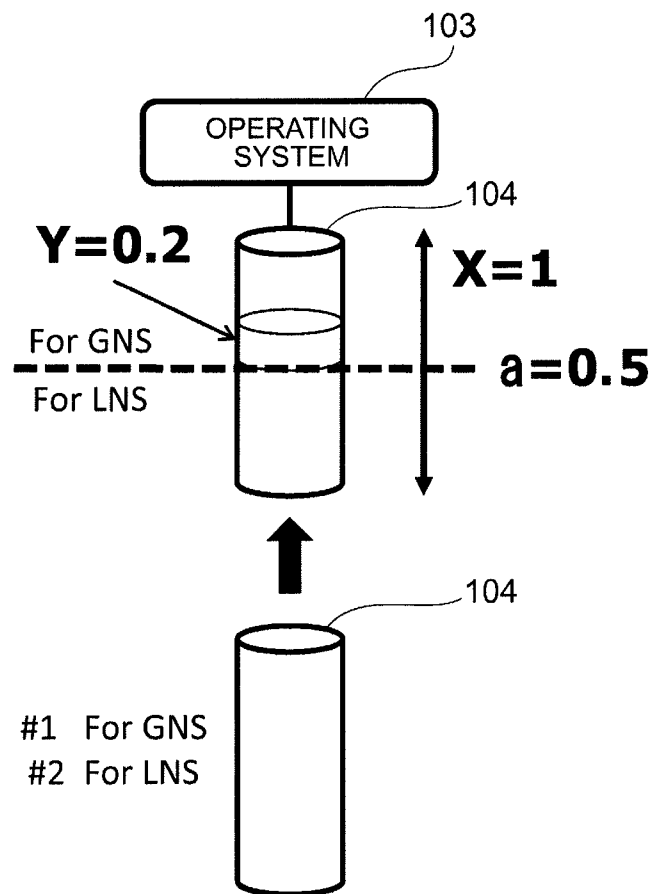 103
OPERATING
SYSTEM
104
Y=0.2
X=1
For GNS
a=0.5
For LNS
104
#1 For GNS
#2 For LNS